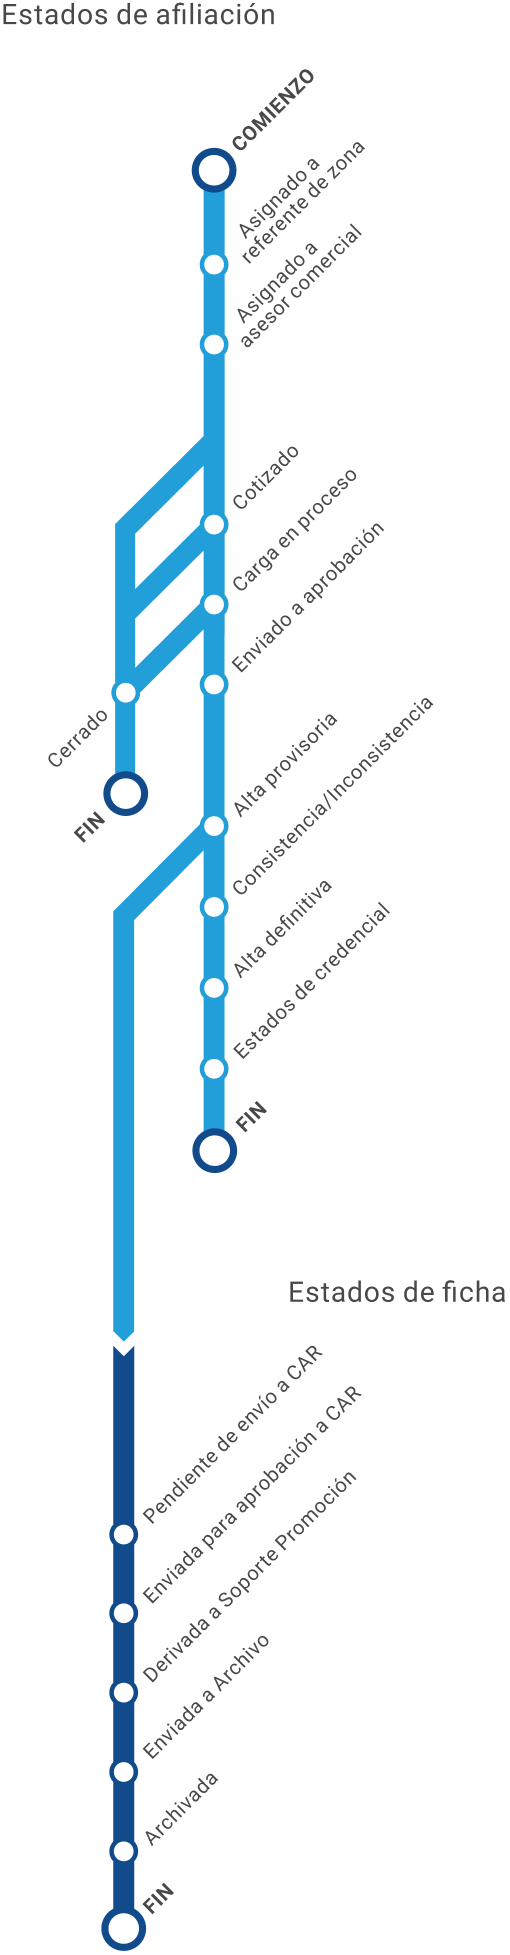 Estados de afiliación
COMIENZO
Asignado a
referente de zona
Asignado a
asesor comercial
Cotizado
Carga en proceso
Enviado a aprobación
Cerrado
FIN
Alta provisoria
Consistencia/Inconsistencia
Alta definitiva
Estados de credencial
FIN
Estados de ficha
Pendiente de envío a CAR
Enviada para aprobación a CAR
Derivada a Soporte Promoción
Enviada a Archivo
Archivada
FIN